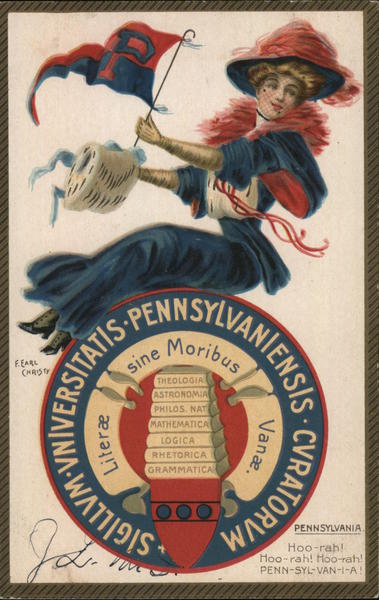 P
F. EARL
CHRISTY
SIGILLVM · VNIVERSITATIS · PENNSYLVANIENSIS · CVRATORVM
Literæ sine Moribus Vanæ.
THEOLOGIA
ASTRONOMIA
PHILOS. NAT
MATHEMATICA
LOGICA
RHETORICA
GRAMMATICA
PENNSYLVANIA
Hoo-rah!
Hoo-rah! Hoo-rah!
PENN-SYL-VAN-I-A!